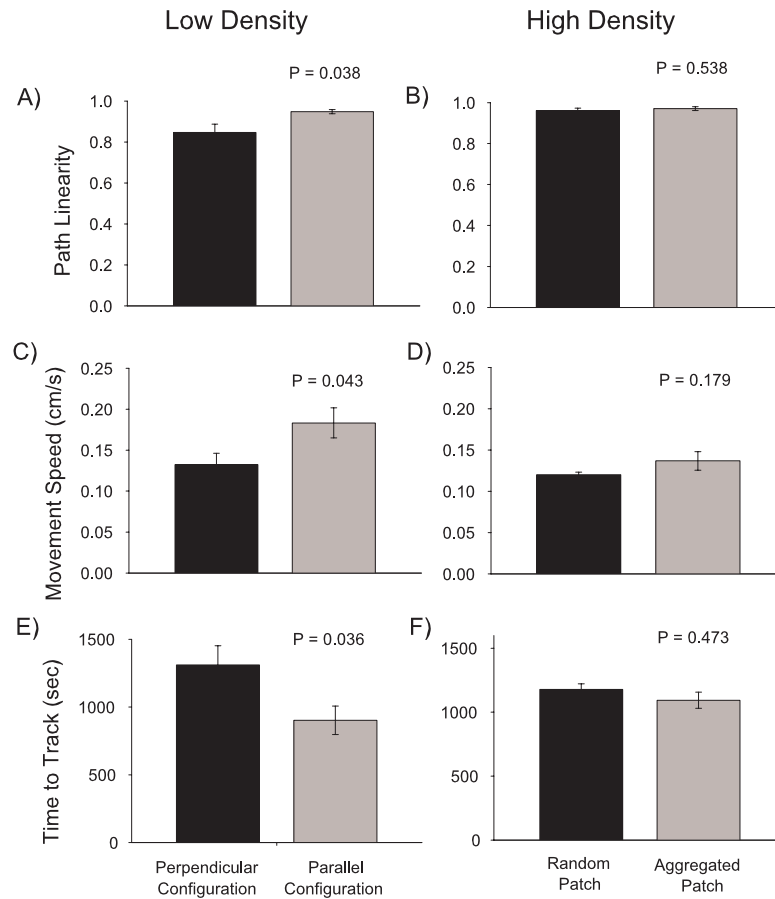 Low Density
High Density
P = 0.038
P = 0.538
A)
B)
Path Linearity
1.0
0.8
0.6
0.4
0.2
0.0
1.0
0.8
0.6
0.4
0.2
0.0
C)
D)
P = 0.043
P = 0.179
Movement Speed (cm/s)
0.25
0.20
0.15
0.10
0.05
0.00
0.25
0.20
0.15
0.10
0.05
0.00
E)
F)
P = 0.036
P = 0.473
Time to Track (sec)
1500
1000
500
0
1500
1000
500
0
Perpendicular
Configuration
Parallel
Configuration
Random
Patch
Aggregated
Patch